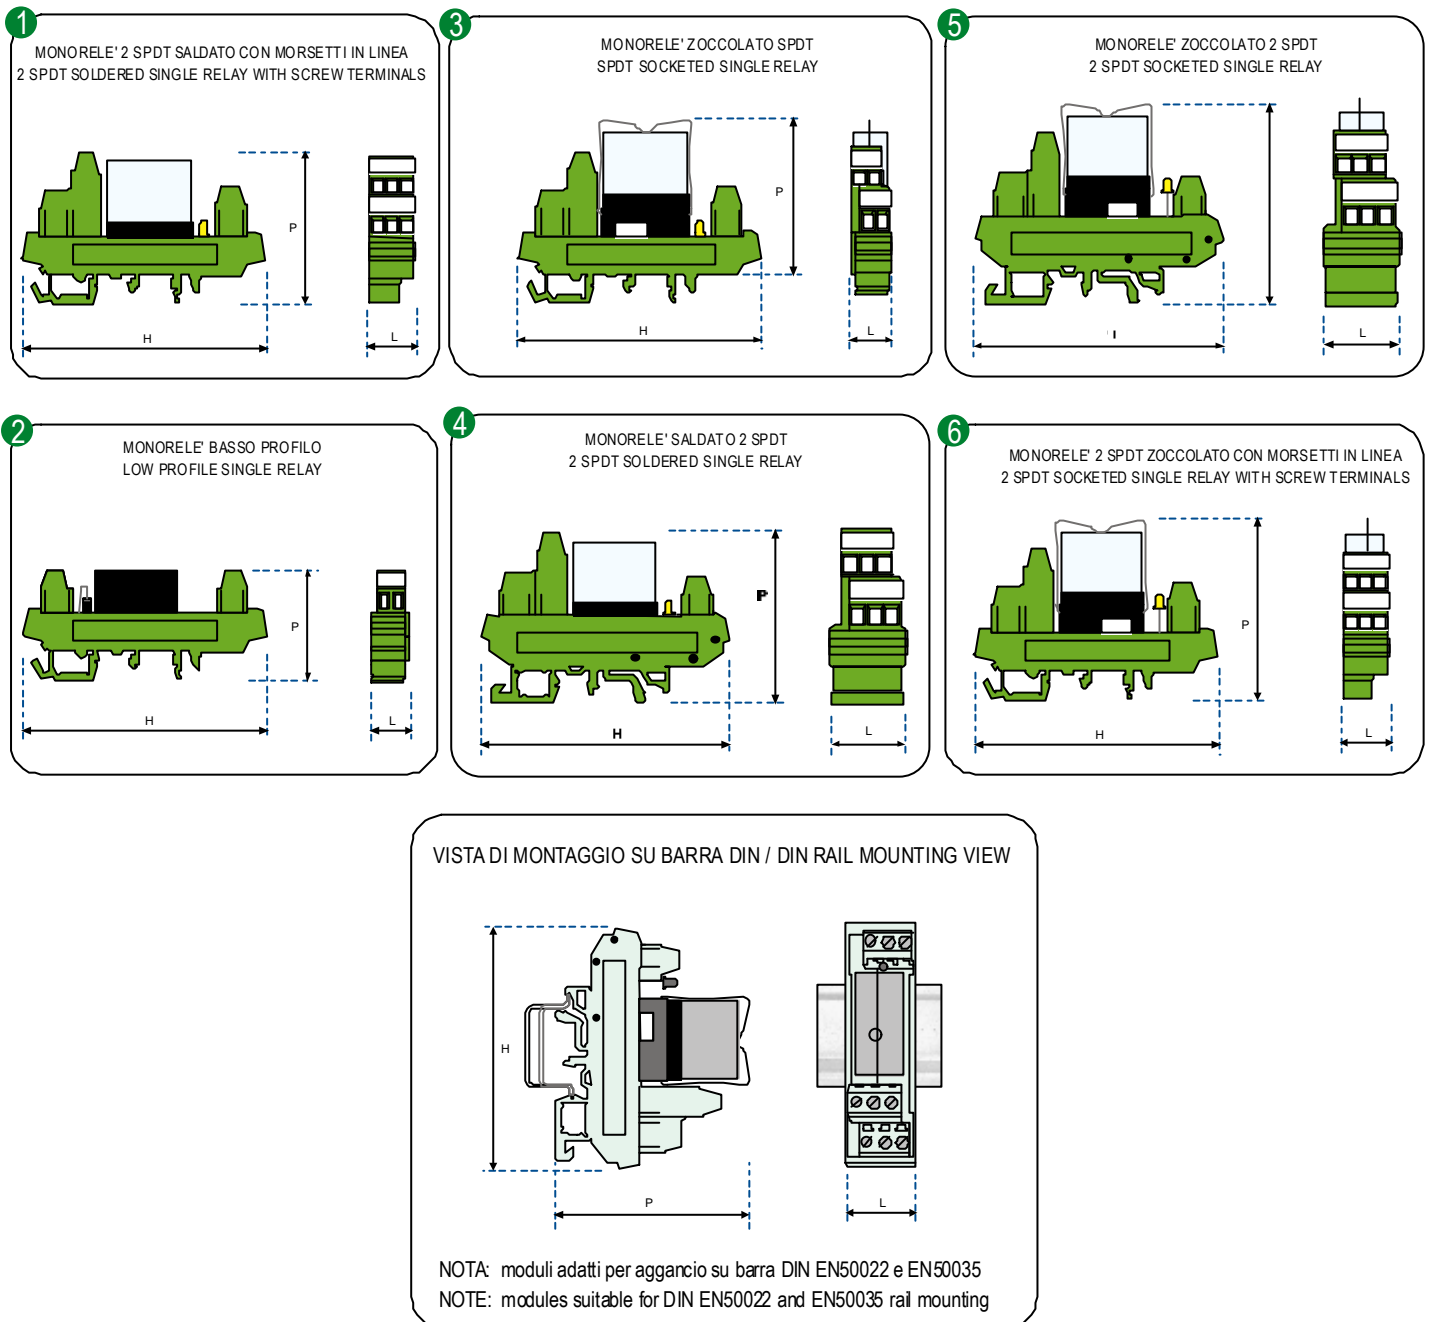 1
MONORELE' 2 SPDT SALDATO CON MORSETTI IN LINEA
2 SPDT SOLDERED SINGLE RELAY WITH SCREW TERMINALS
P
H
L
3
MONORELE' ZOCCOLATO SPDT
SPDT SOCKETED SINGLE RELAY
P
H
L
5
MONORELE' ZOCCOLATO 2 SPDT
2 SPDT SOCKETED SINGLE RELAY
L
2
MONORELE' BASSO PROFILO
LOW PROFILE SINGLE RELAY
P
H
L
4
MONORELE' SALDATO 2 SPDT
2 SPDT SOLDERED SINGLE RELAY
P
H
L
6
MONORELE' 2 SPDT ZOCCOLATO CON MORSETTI IN LINEA
2 SPDT SOCKETED SINGLE RELAY WITH SCREW TERMINALS
P
H
L
VISTA DI MONTAGGIO SU BARRA DIN / DIN RAIL MOUNTING VIEW
H
P
L
NOTA: moduli adatti per aggancio su barra DIN EN50022 e EN50035
NOTE: modules suitable for DIN EN50022 and EN50035 rail mounting